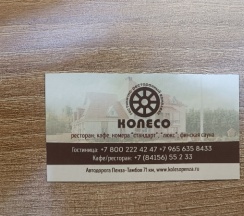 КОЛЕСО
ресторан, кафе, номера "стандарт", "люкс", финская сауна
Гостиница: +7 800 222 42 47 +7 965 635 8433
Кафе/ресторан: +7 (84156) 55 2 33
Автодорога Пенза-Тамбов 71 км, www.kolesopenza.ru